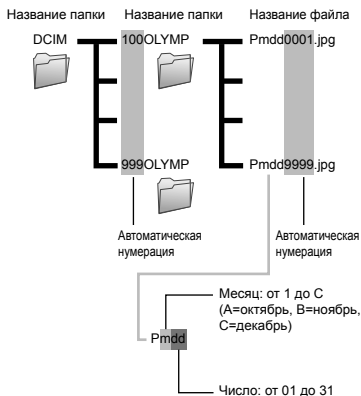 Название папки Название папки Название файла
DCIM 100OLYMP Pmdd0001.jpg
999OLYMP Pmdd9999.jpg
Автоматическая нумерация
Автоматическая нумерация
Месяц: от 1 до C
(A=октябрь, B=ноябрь,
C=декабрь)
Pmdd
Число: от 01 до 31